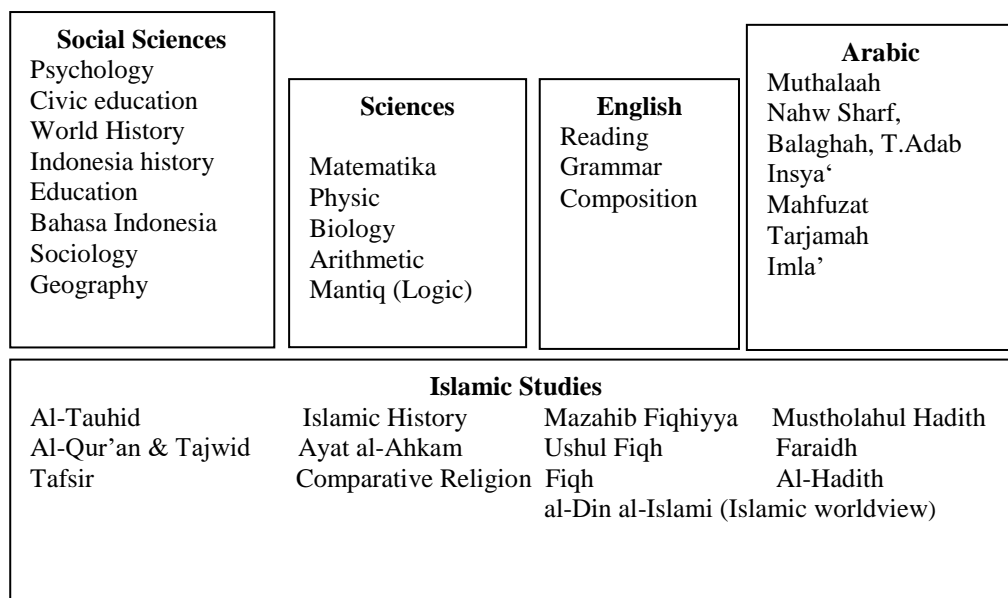 Social Sciences
Psychology
Civic education
World History
Indonesia history
Education
Bahasa Indonesia
Sociology
Geography
Sciences
Matematika
Physic
Biology
Arithmetic
Mantiq (Logic)
English
Reading
Grammar
Composition
Arabic
Muthalaah
Nahw Sharf,
Balaghah, T.Adab
Insya‘
Mahfuzat
Tarjamah
Imla’
Islamic Studies
Al-Tauhid Islamic History Mazahib Fiqhiyya Mustholahul Hadith
Al-Qur’an & Tajwid Ayat al-Ahkam Ushul Fiqh Faraidh
Tafsir Comparative Religion Fiqh Al-Hadith
al-Din al-Islami (Islamic worldview)